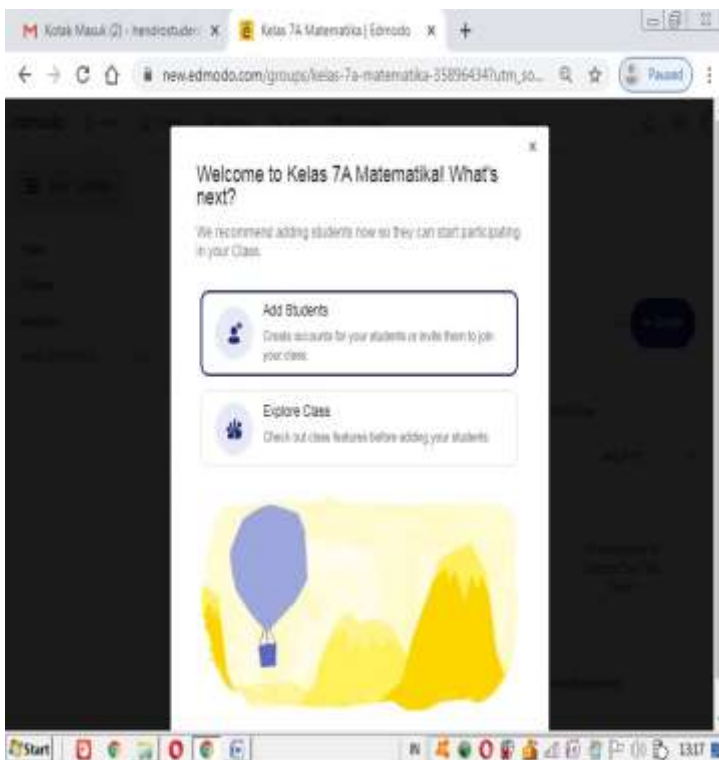 Kotak Masuk (2) - hendrostuder
Kelas 7A Matematika | Edmodo
new.edmodo.com/groups/kelas-7a-matematika-35896434?utm_so...
Paused
Welcome to Kelas 7A Matematika! What's
next?
We recommend adding students now so they can start participating
in your Class.
Add Students
Create accounts for your students or invite them to join
your class.
Explore Class
Check out class features before adding your students
Start
IN
13:17